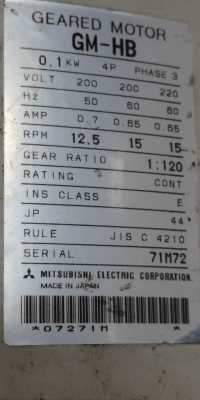 GEARED MOTOR
GM-HB
0.1 KW 4P PHASE 3
VOLT 200 200 220
Hz 50 60 60
AMP 0.7 0.65 0.65
RPM 12.5 15 15
GEAR RATIO 1:120
RATING CONT
INS CLASS E
JP 44
RULE JIS C 4210
SERIAL 71M72
MITSUBISHI ELECTRIC CORPORATION
MADE IN JAPAN
*07271M *